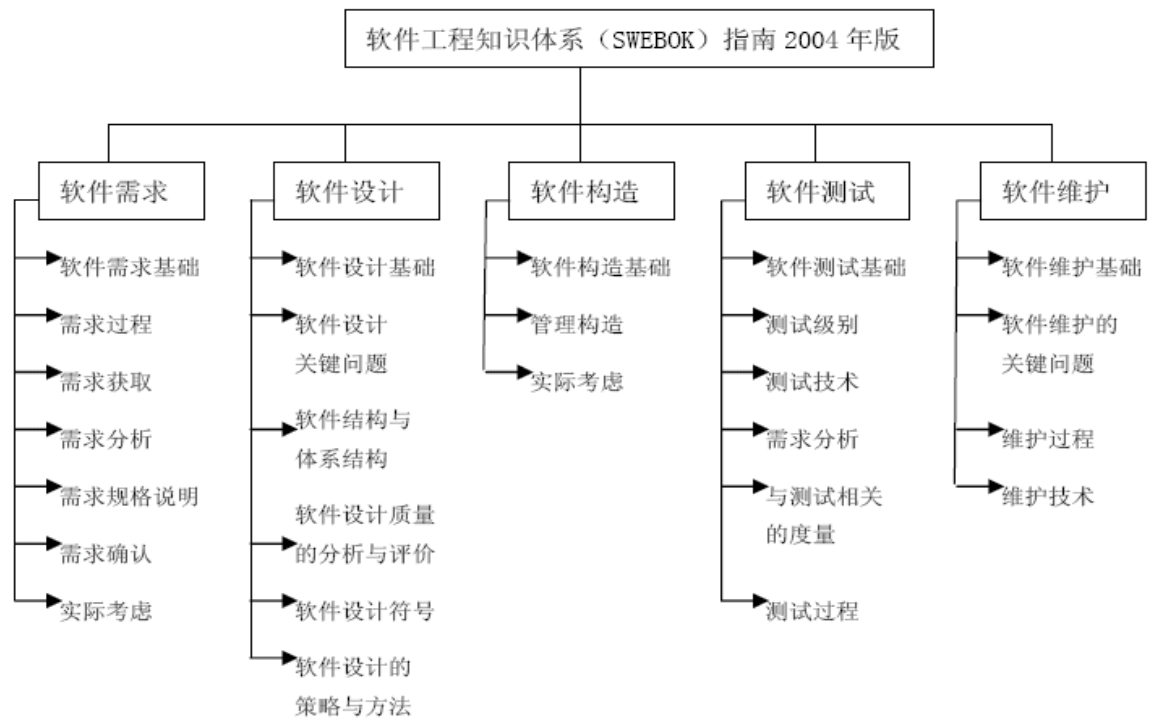 软件工程知识体系（SWEBOK）指南 2004 年版
软件需求
软件需求基础
需求过程
需求获取
需求分析
需求规格说明
需求确认
实际考虑
软件设计
软件设计基础
软件设计
关键问题
软件结构与
体系结构
软件设计质量
的分析与评价
软件设计符号
软件设计的
策略与方法
软件构造
软件构造基础
管理构造
实际考虑
软件测试
软件测试基础
测试级别
测试技术
需求分析
与测试相关
的度量
测试过程
软件维护
软件维护基础
软件维护的
关键问题
维护过程
维护技术